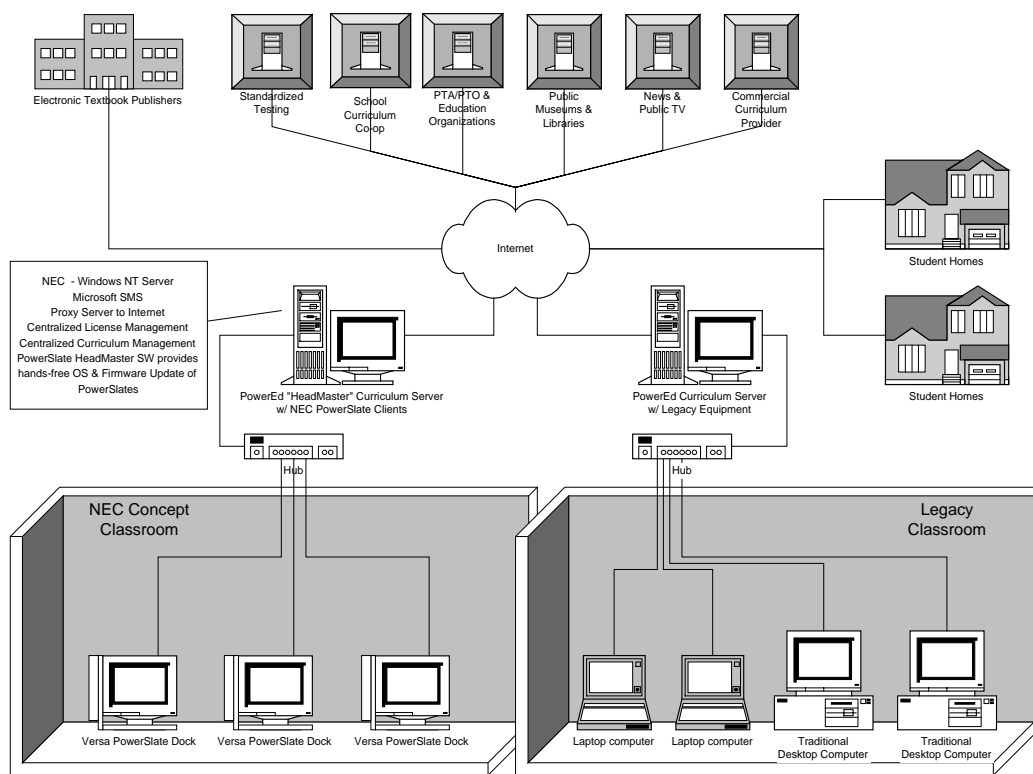 Electronic Textbook Publishers
Standardized
Testing
School
Curriculum
Co-op
PTA/PTO &
Education
Organizations
Public
Museums &
Libraries
News &
Public TV
Commercial
Curriculum
Provider
Internet
Student Homes
NEC - Windows NT Server
Microsoft SMS
Proxy Server to Internet
Centralized License Management
Centralized Curriculum Management
PowerSlate HeadMaster SW provides
hands-free OS & Firmware Update of
PowerSlates
Student Homes
PowerEd "HeadMaster" Curriculum Server
w/ NEC PowerSlate Clients
PowerEd Curriculum Server
w/ Legacy Equipment
Hub
Hub
NEC Concept
Classroom
Legacy
Classroom
Versa PowerSlate Dock
Versa PowerSlate Dock
Versa PowerSlate Dock
Laptop computer
Laptop computer
Traditional
Desktop Computer
Traditional
Desktop Computer